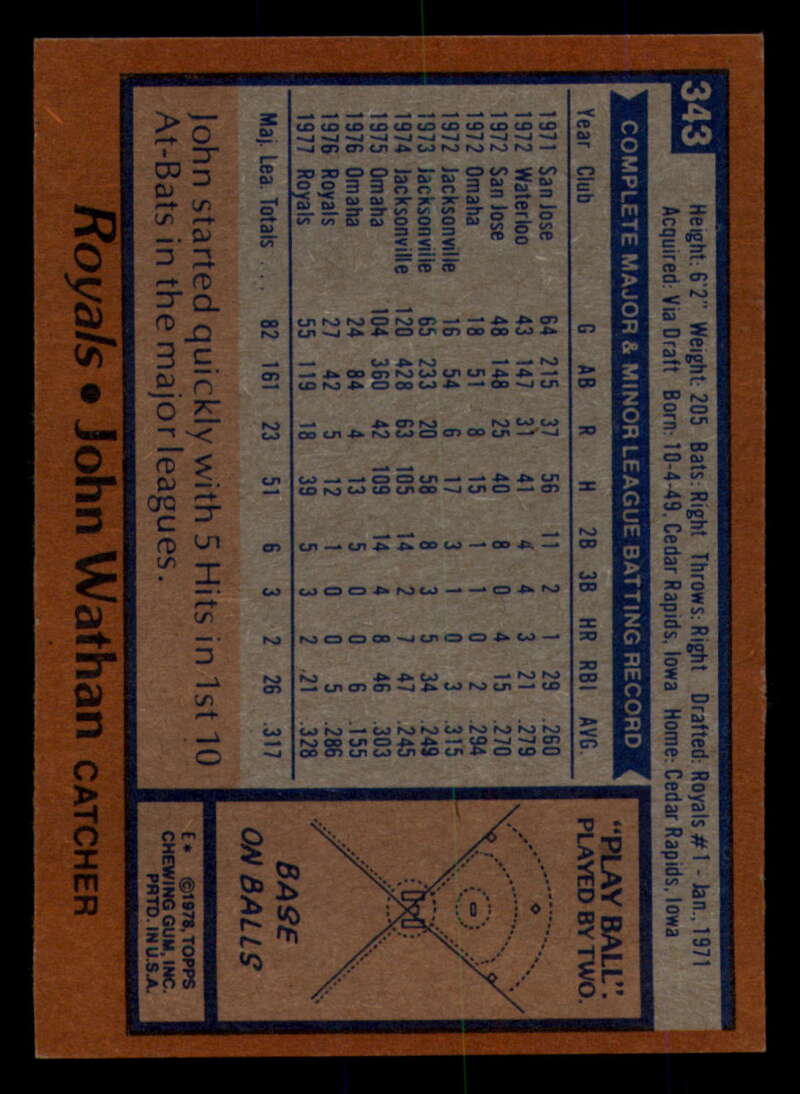 343
Height: 6'2" Weight: 205 Bats: Right Throws: Right Drafted: Royals #1 - Jan., 1971
Acquired: Via Draft Born: 10-4-49, Cedar Rapids, Iowa Home: Cedar Rapids, Iowa
COMPLETE MAJOR & MINOR LEAGUE BATTING RECORD
Year Club G AB R H 2B 3B HR RBI AVG.
1971 San Jose 64 215 37 56 11 2 1 29 .260
1972 Waterloo 43 147 31 41 4 4 3 21 .279
1972 San Jose 48 148 25 40 8 0 4 15 .270
1972 Omaha 18 51 8 15 1 1 0 2 .294
1972 Jacksonville 16 54 6 17 3 1 0 3 .315
1973 Jacksonville 65 233 20 58 8 3 5 34 .249
1974 Jacksonville 120 428 63 105 14 2 7 47 .245
1975 Omaha 104 360 42 109 14 4 8 46 .303
1976 Omaha 24 84 4 13 5 0 0 6 .155
1976 Royals 27 42 5 12 1 0 0 5 .286
1977 Royals 55 119 18 39 5 3 2 21 .328
Maj. Lea. Totals .... 82 161 23 51 6 3 2 26 .317
John started quickly with 5 Hits in 1st 10
At-Bats in the major leagues.
"PLAY BALL":
PLAYED BY TWO.
BASE
ON BALLS
E* ©1978, TOPPS
CHEWING GUM, INC.
PRTD. IN U.S.A.
Royals • John Wathan CATCHER